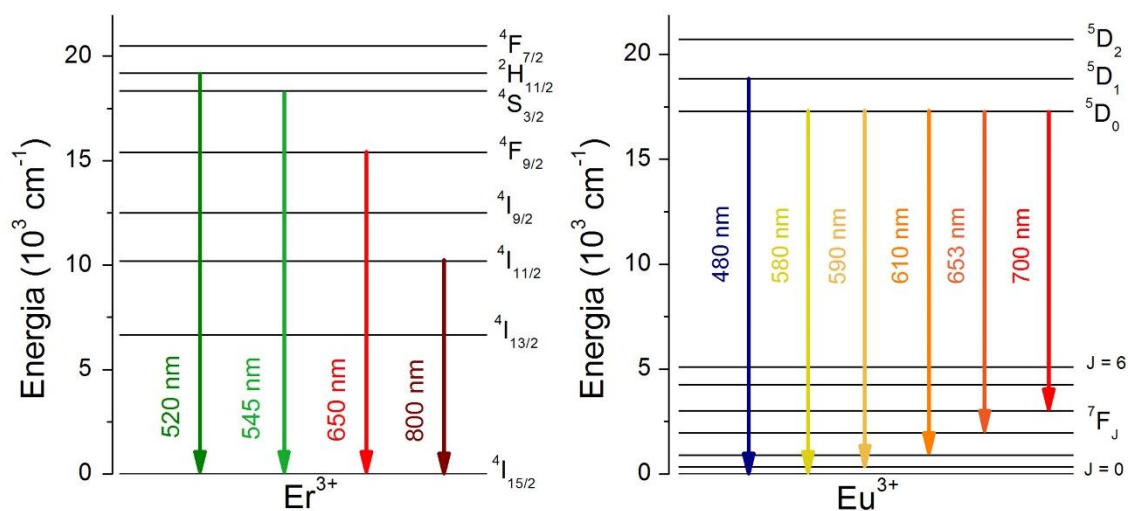 Energia (10³ cm⁻¹)
20
15
10
5
0
⁴F₇/₂
²H₁₁/₂
⁴S₃/₂
⁴F₉/₂
⁴I₉/₂
⁴I₁₁/₂
⁴I₁₃/₂
⁴I₁₅/₂
520 nm
545 nm
650 nm
800 nm
Er³⁺
Energia (10³ cm⁻¹)
20
15
10
5
0
⁵D₂
⁵D₁
⁵D₀
J = 6
⁷F_J
J = 0
480 nm
580 nm
590 nm
610 nm
653 nm
700 nm
Eu³⁺